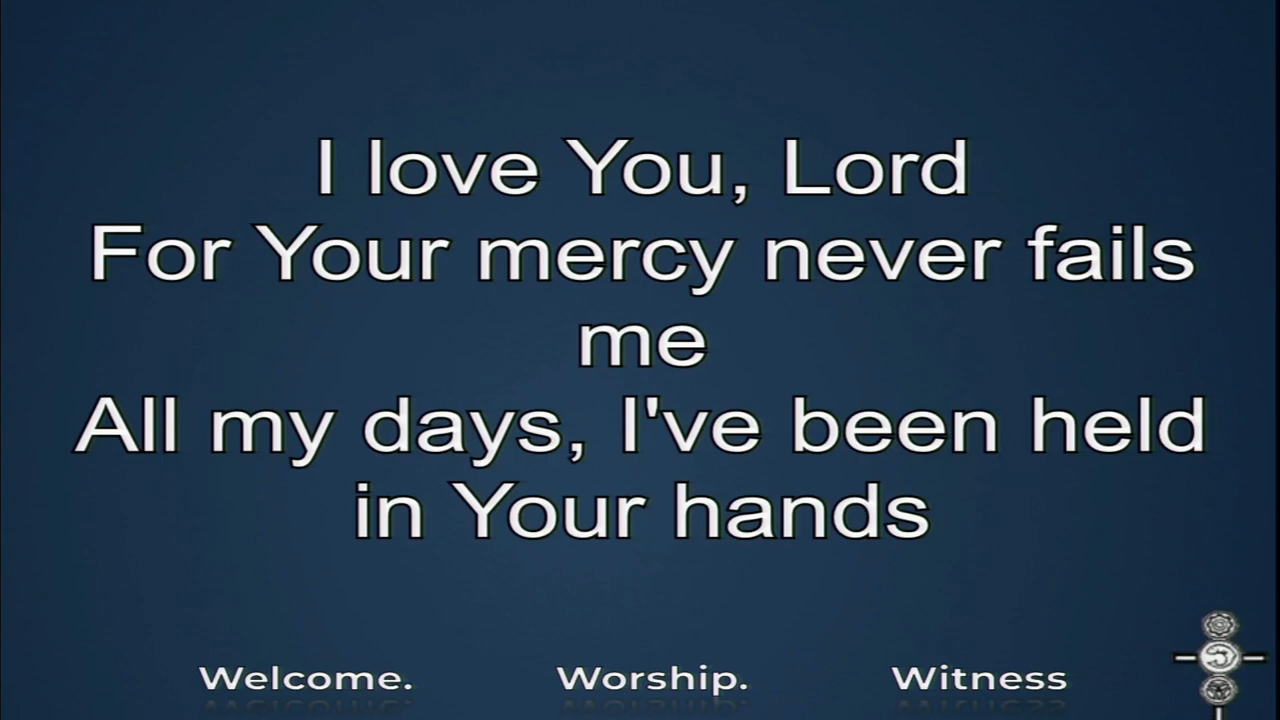 I love You, Lord
For Your mercy never fails
me
All my days, I've been held
in Your hands
Welcome. Worship. Witness